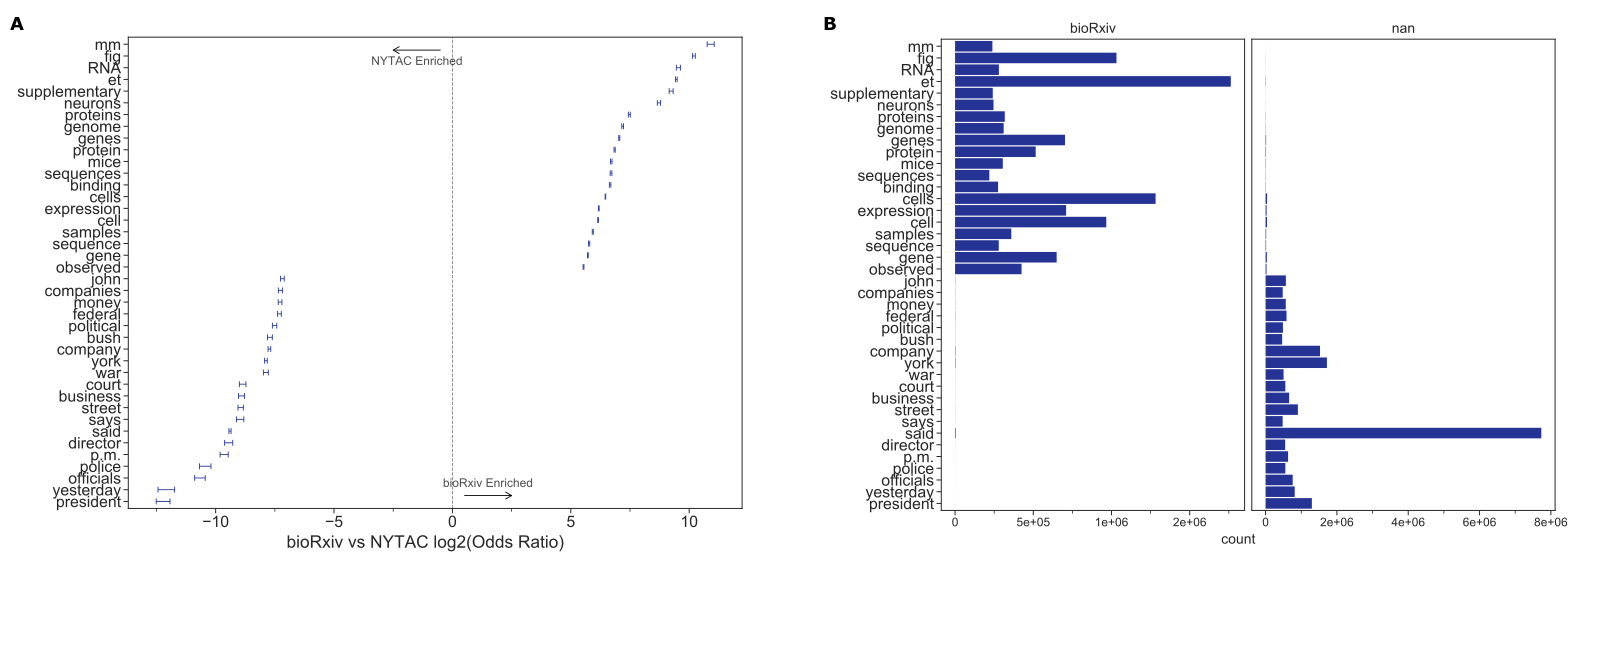 A
mm
fig
RNA
et
supplementary
neurons
proteins
genome
genes
protein
mice
sequences
binding
cells
expression
cell
samples
sequence
gene
observed
john
companies
money
federal
political
bush
company
york
war
court
business
street
says
said
director
p.m.
police
officials
yesterday
president
NYTAC Enriched
bioRxiv Enriched
−10 −5 0 5 10
bioRxiv vs NYTAC log2(Odds Ratio)
B
bioRxiv nan
mm
fig
RNA
et
supplementary
neurons
proteins
genome
genes
protein
mice
sequences
binding
cells
expression
cell
samples
sequence
gene
observed
john
companies
money
federal
political
bush
company
york
war
court
business
street
says
said
director
p.m.
police
officials
yesterday
president
0 5e+05 1e+06 2e+06 0 2e+06 4e+06 6e+06 8e+06
count